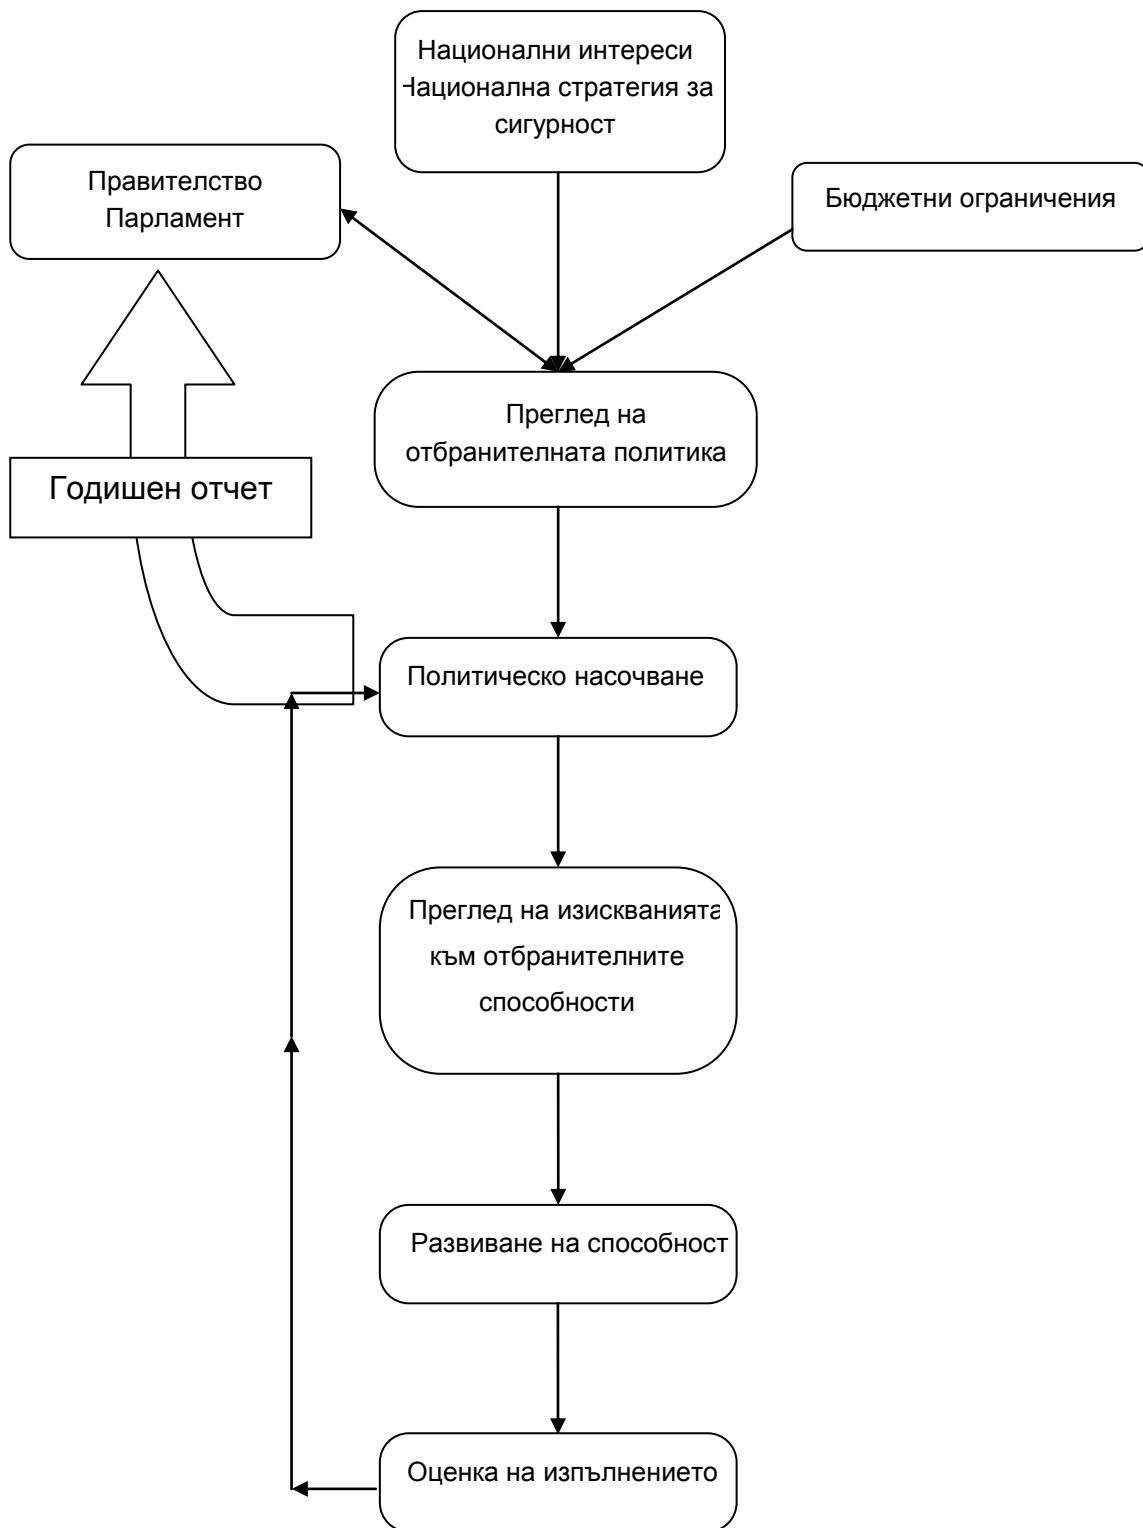 Национални интереси
Национална стратегия за
сигурност
Правителство
Парламент
Бюджетни ограничения
Преглед на
отбранителната политика
Годишен отчет
Политическо насочване
Преглед на изискванията
към отбранителните
способности
Развиване на способност
Оценка на изпълнението